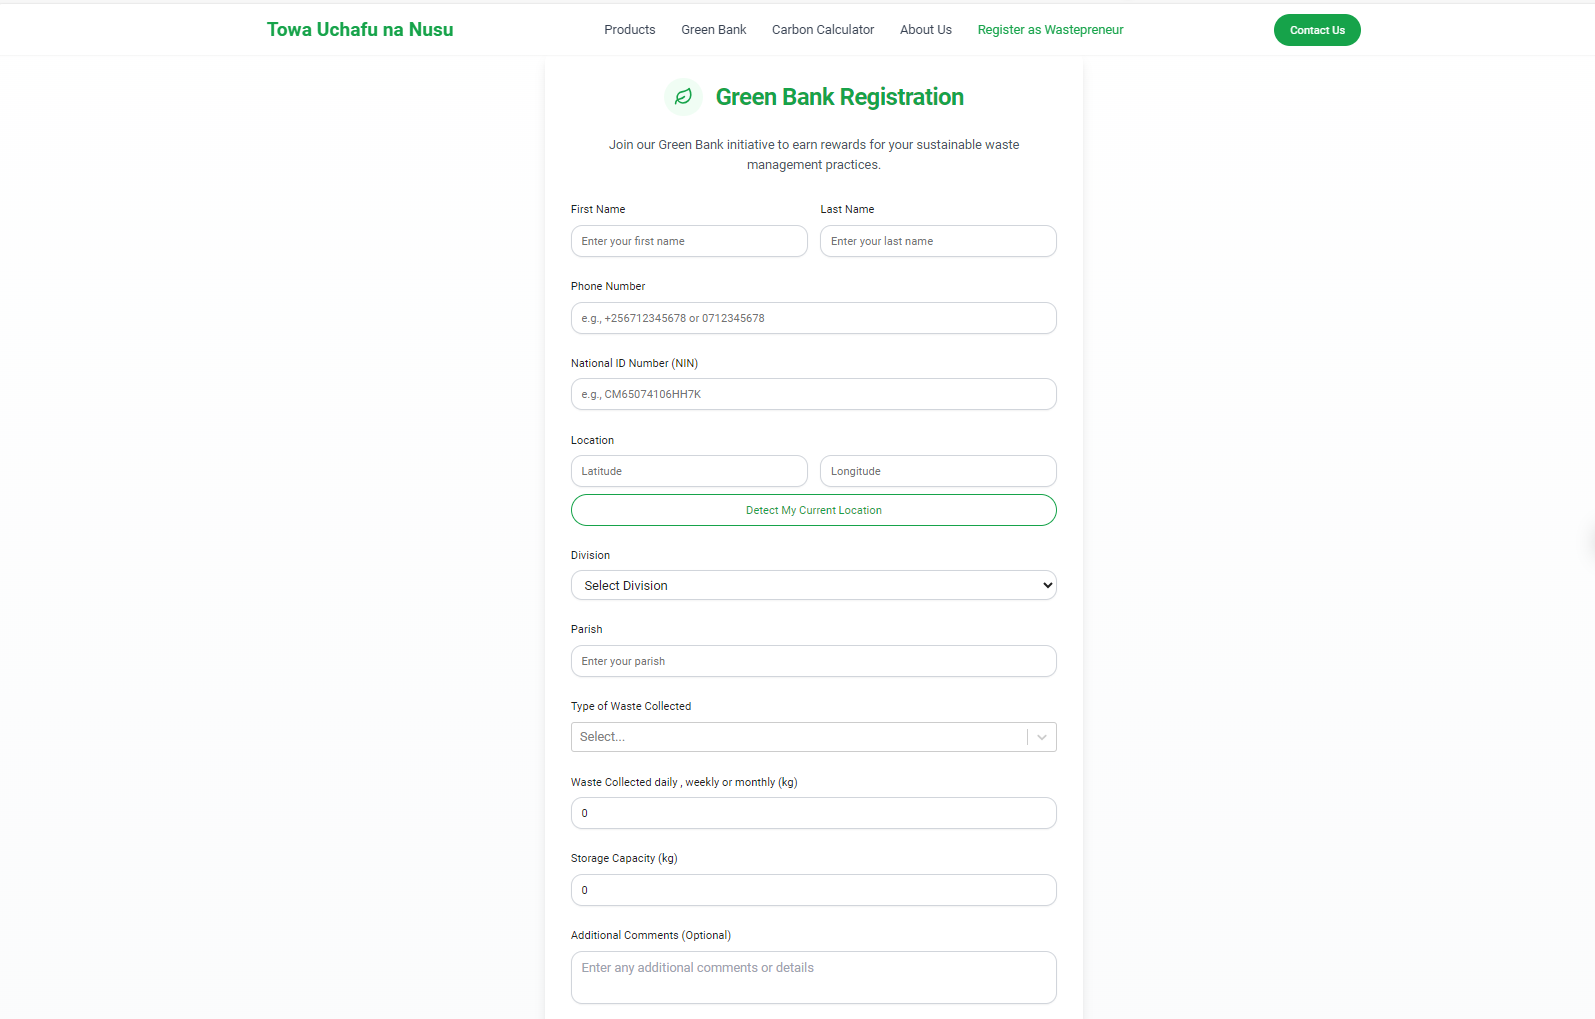 Towa Uchafu na Nusu
Products
Green Bank
Carbon Calculator
About Us
Register as Wastepreneur
Contact Us
Green Bank Registration
Join our Green Bank initiative to earn rewards for your sustainable waste
management practices.
First Name
Last Name
Enter your first name
Enter your last name
Phone Number
e.g., +256712345678 or 0712345678
National ID Number (NIN)
e.g., CM65074106HH7K
Location
Latitude
Longitude
Detect My Current Location
Division
Select Division
Parish
Enter your parish
Type of Waste Collected
Select...
Waste Collected daily , weekly or monthly (kg)
0
Storage Capacity (kg)
0
Additional Comments (Optional)
Enter any additional comments or details